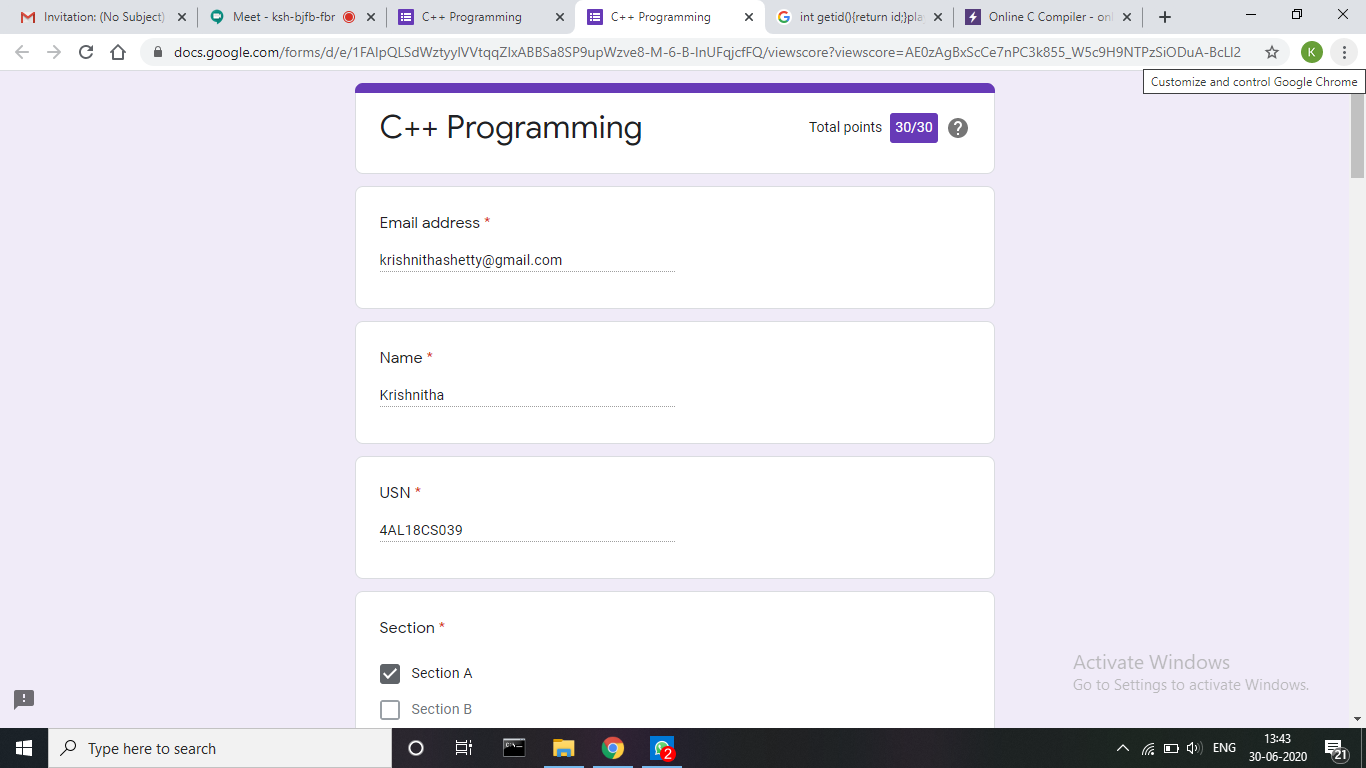 Invitation: (No Subject)
Meet - ksh-bjfb-fbr
C++ Programming
C++ Programming
int getid(){return id;}pla
Online C Compiler - onl
docs.google.com/forms/d/e/1FAIpQLSdWztyyIVVtqqZIxABBSa8SP9upWzve8-M-6-B-InUFqjcfFQ/viewscore?viewscore=AE0zAgBxScCe7nPC3k855_W5c9H9NTPzSiODuA-BcLI2
K
Customize and control Google Chrome
C++ Programming
Total points 30/30 ?
Email address *
krishnithashetty@gmail.com
Name *
Krishnitha
USN *
4AL18CS039
Section *
Section A
Section B
Activate Windows
Go to Settings to activate Windows.
Type here to search
2
ENG
13:43
30-06-2020
21